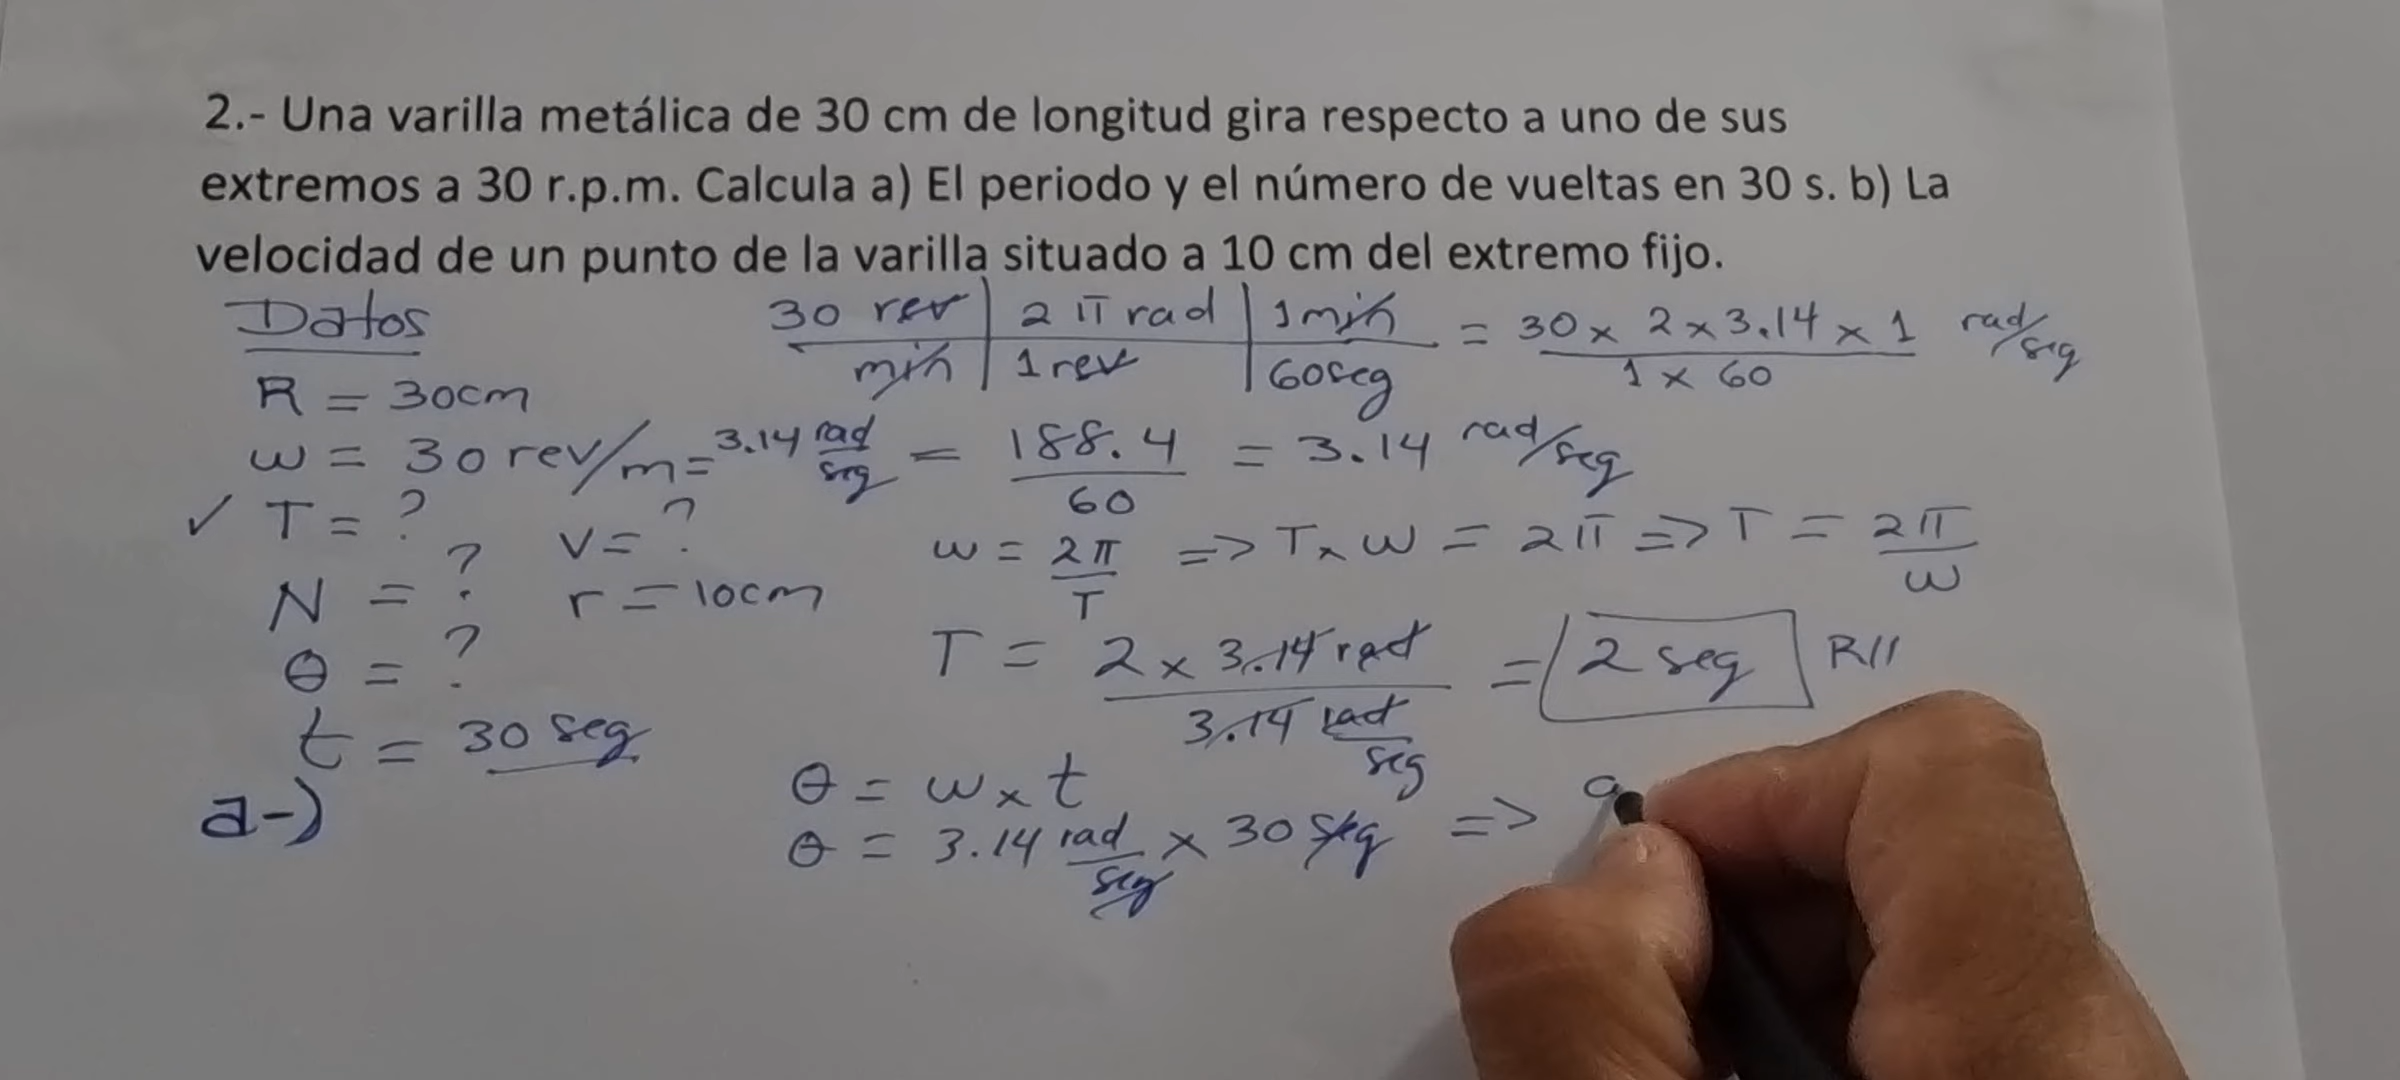 2.- Una varilla metálica de 30 cm de longitud gira respecto a uno de sus
extremos a 30 r.p.m. Calcula a) El periodo y el número de vueltas en 30 s. b) La
velocidad de un punto de la varilla situado a 10 cm del extremo fijo.
Datos
30 rev | 2 π rad | 1 min = 30 x 2 x 3.14 x 1 rad/seg
min | 1 rev | 60 seg 1 x 60
R = 30cm
w = 30 rev/m = 3.14 rad/seg = 188.4/60 = 3.14 rad/seg
✓ T = ? v = ?
w = 2π/T => T x w = 2π => T = 2π/w
N = ? r = 10cm
T = 2 x 3.14 rad / 3.14 rad/seg = 2 seg R//
θ = ?
t = 30 seg
a-)
θ = w x t
θ = 3.14 rad/seg x 30 seg =>